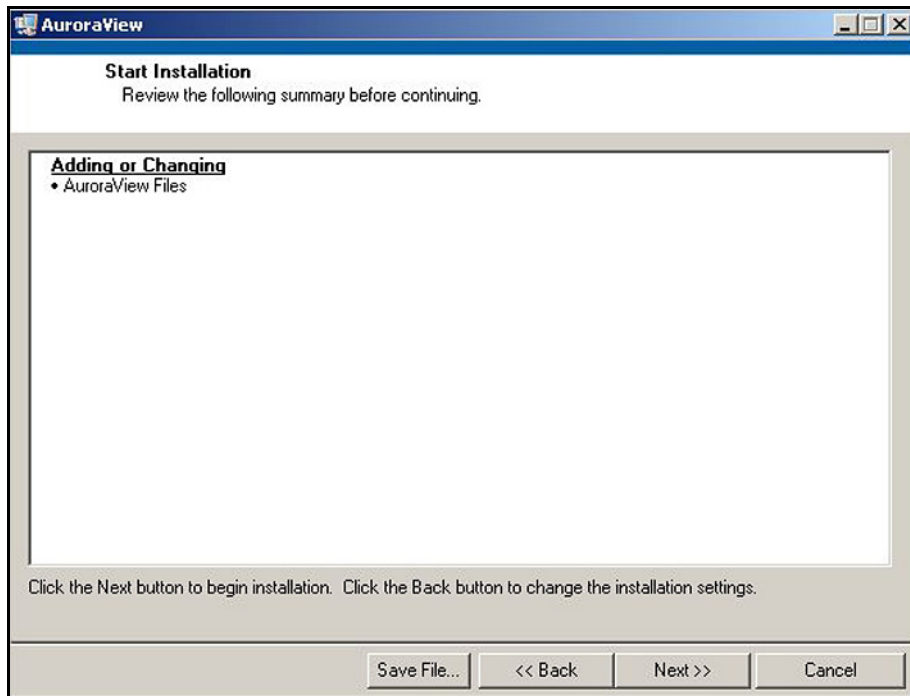 AuroraView
Start Installation
Review the following summary before continuing.
Adding or Changing
• AuroraView Files
Click the Next button to begin installation.  Click the Back button to change the installation settings.
Save File... << Back Next >> Cancel